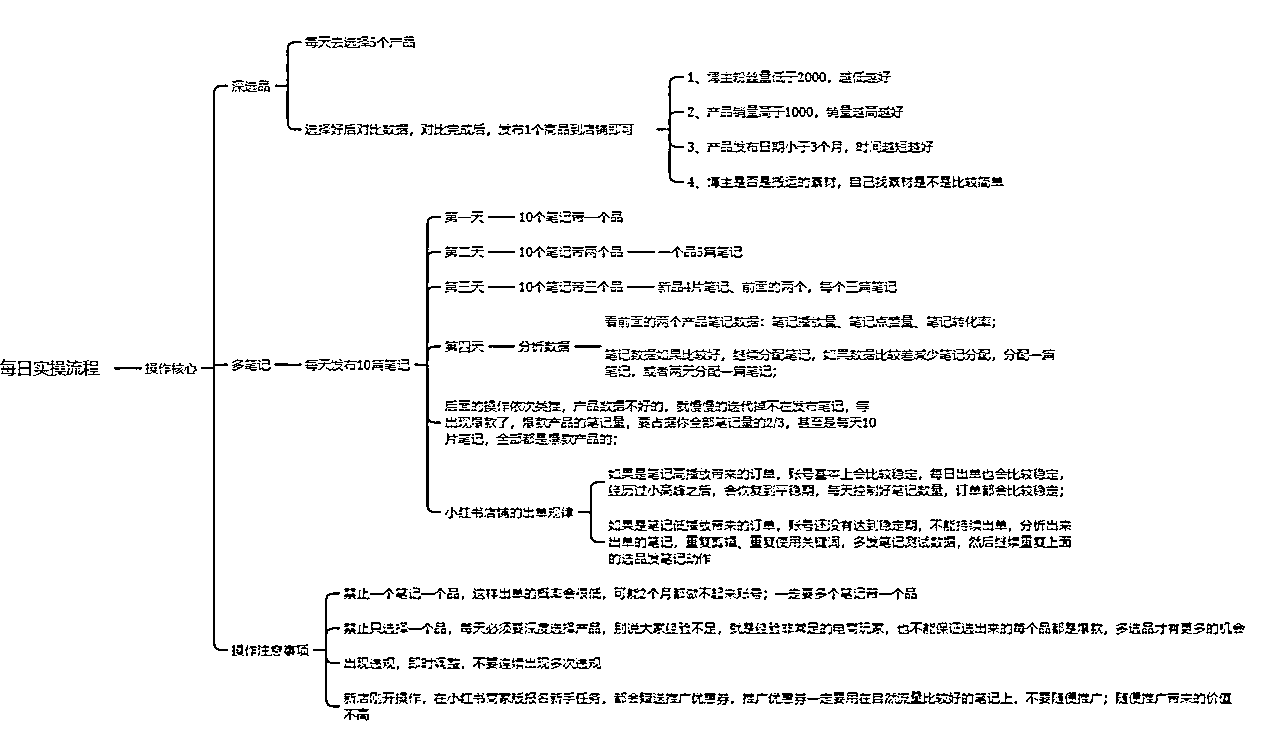 每日实操流程
操作核心
深选品
每天去选择5个产品
选择好后对比数据，对比完成后，发布1个商品到店铺即可
1、博主粉丝量低于2000，越低越好
2、产品销量高于1000，销量越高越好
3、产品发布日期小于3个月，时间越短越好
4、博主是否是搬运的素材，自己找素材是不是比较简单
多笔记
每天发布10篇笔记
第一天
10个笔记带一个品
第二天
10个笔记带两个品
一个品5篇笔记
第三天
10个笔记带三个品
新品4片笔记、前面的两个，每个三篇笔记
第四天
分析数据
看前面的两个产品笔记数据：笔记播放量、笔记点赞量、笔记转化率；
笔记数据如果比较好，继续分配笔记，如果数据比较差减少笔记分配，分配一篇
笔记，或者两天分配一篇笔记；
后面的操作依次类推，产品数据不好的，就慢慢的迭代掉不在发布笔记，等
出现爆款了，爆款产品的笔记量，要占据你全部笔记量的2/3，甚至是每天10
片笔记，全部都是爆款产品的；
小红书店铺的出单规律
如果是笔记高播放带来的订单，账号基本上会比较稳定，每日出单也会比较稳定，
经历过小高峰之后，会恢复到平稳期，每天控制好笔记数量，订单都会比较稳定；
如果是笔记低播放带来的订单，账号还没有达到稳定期，不能持续出单，分析出来
出单的笔记，重复剪辑、重复使用关键词，多发笔记测试数据，然后继续重复上面
的选品发笔记动作
操作注意事项
禁止一个笔记一个品，这样出单的概率会很低，可能2个月都做不起来账号；一定要多个笔记带一个品
禁止只选择一个品，每天必须要深度选择产品，别说大家经验不足，就是经验非常足的电商玩家，也不能保证选出来的每个品都是爆款，多选品才有更多的机会
出现违规，即时调整，不要连续出现多次违规
新店刚开操作，在小红书商家版报名新手任务，都会赠送推广优惠券，推广优惠券一定要用在自然流量比较好的笔记上，不要随便推广；随便推广带来的价值
不高